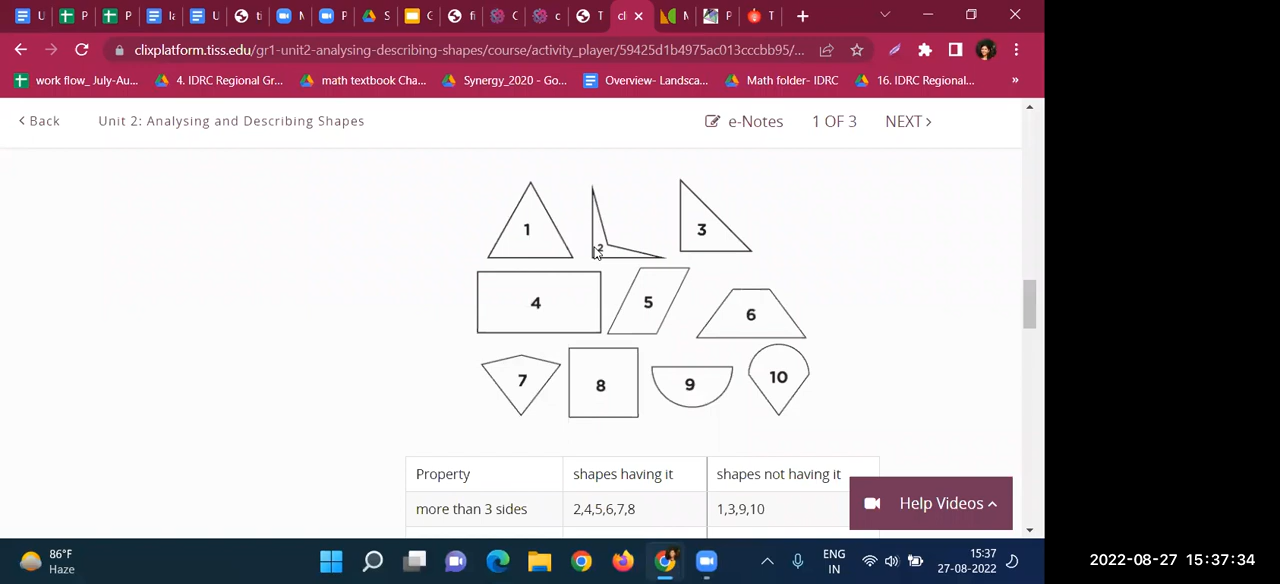 U
P
P
la
U
ti
M
P
S
C
fi
C
c
T
cl
M
P
T
clixplatform.tiss.edu/gr1-unit2-analysing-describing-shapes/course/activity_player/59425d1b4975ac013cccbb95/...
work flow_ July-Au...
4. IDRC Regional Gr...
math textbook Cha...
Synergy_2020 - Go...
Overview- Landsca...
Math folder- IDRC
16. IDRC Regional...
»
< Back
Unit 2: Analysing and Describing Shapes
e-Notes
1 OF 3
NEXT >
1
2
3
4
5
6
7
8
9
10
Property shapes having it shapes not having it
more than 3 sides 2,4,5,6,7,8 1,3,9,10
Help Videos
86°F
Haze
ENG
IN
15:37
27-08-2022
2022-08-27 15:37:34